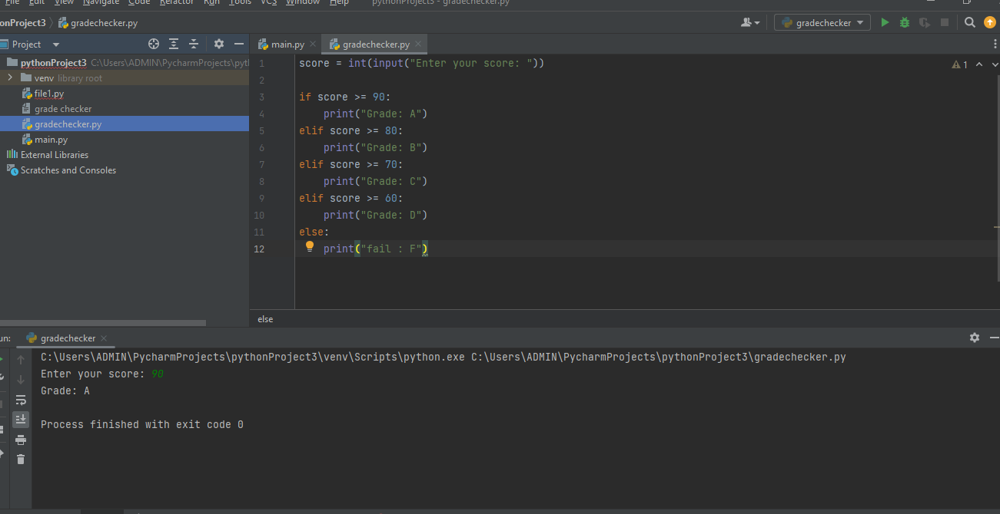 File Edit View Navigate Code Refactor Run Tools VCS Window Help pythonProject3 - gradechecker.py
onProject3 gradechecker.py
gradechecker
Project
main.py gradechecker.py
pythonProject3 C:\Users\ADMIN\PycharmProjects\pyt
venv library root
file1.py
grade checker
gradechecker.py
main.py
External Libraries
Scratches and Consoles
1 score = int(input("Enter your score: "))
1
2
3 if score >= 90:
4 print("Grade: A")
5 elif score >= 80:
6 print("Grade: B")
7 elif score >= 70:
8 print("Grade: C")
9 elif score >= 60:
10 print("Grade: D")
11 else:
12 print("fail : F")
else
un: gradechecker
C:\Users\ADMIN\PycharmProjects\pythonProject3\venv\Scripts\python.exe C:\Users\ADMIN\PycharmProjects\pythonProject3\gradechecker.py
Enter your score: 90
Grade: A
Process finished with exit code 0